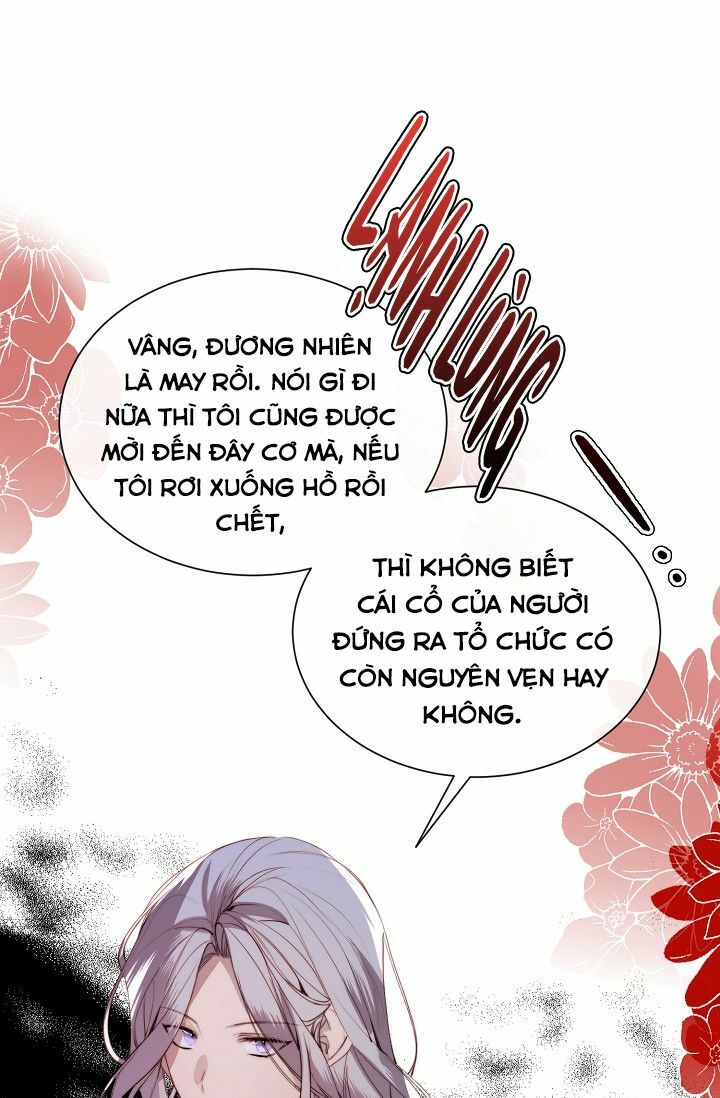 LẠNH LÙNG
VÂNG, ĐƯƠNG NHIÊN
LÀ MAY RỒI. NÓI GÌ ĐI
NỮA THÌ TÔI CŨNG ĐƯỢC
MỜI ĐẾN ĐÂY CƠ MÀ, NẾU
TÔI RƠI XUỐNG HỒ RỒI
CHẾT,
THÌ KHÔNG BIẾT
CÁI CỔ CỦA NGƯỜI
ĐỨNG RA TỔ CHỨC CÓ
CÒN NGUYÊN VẸN HAY
KHÔNG.